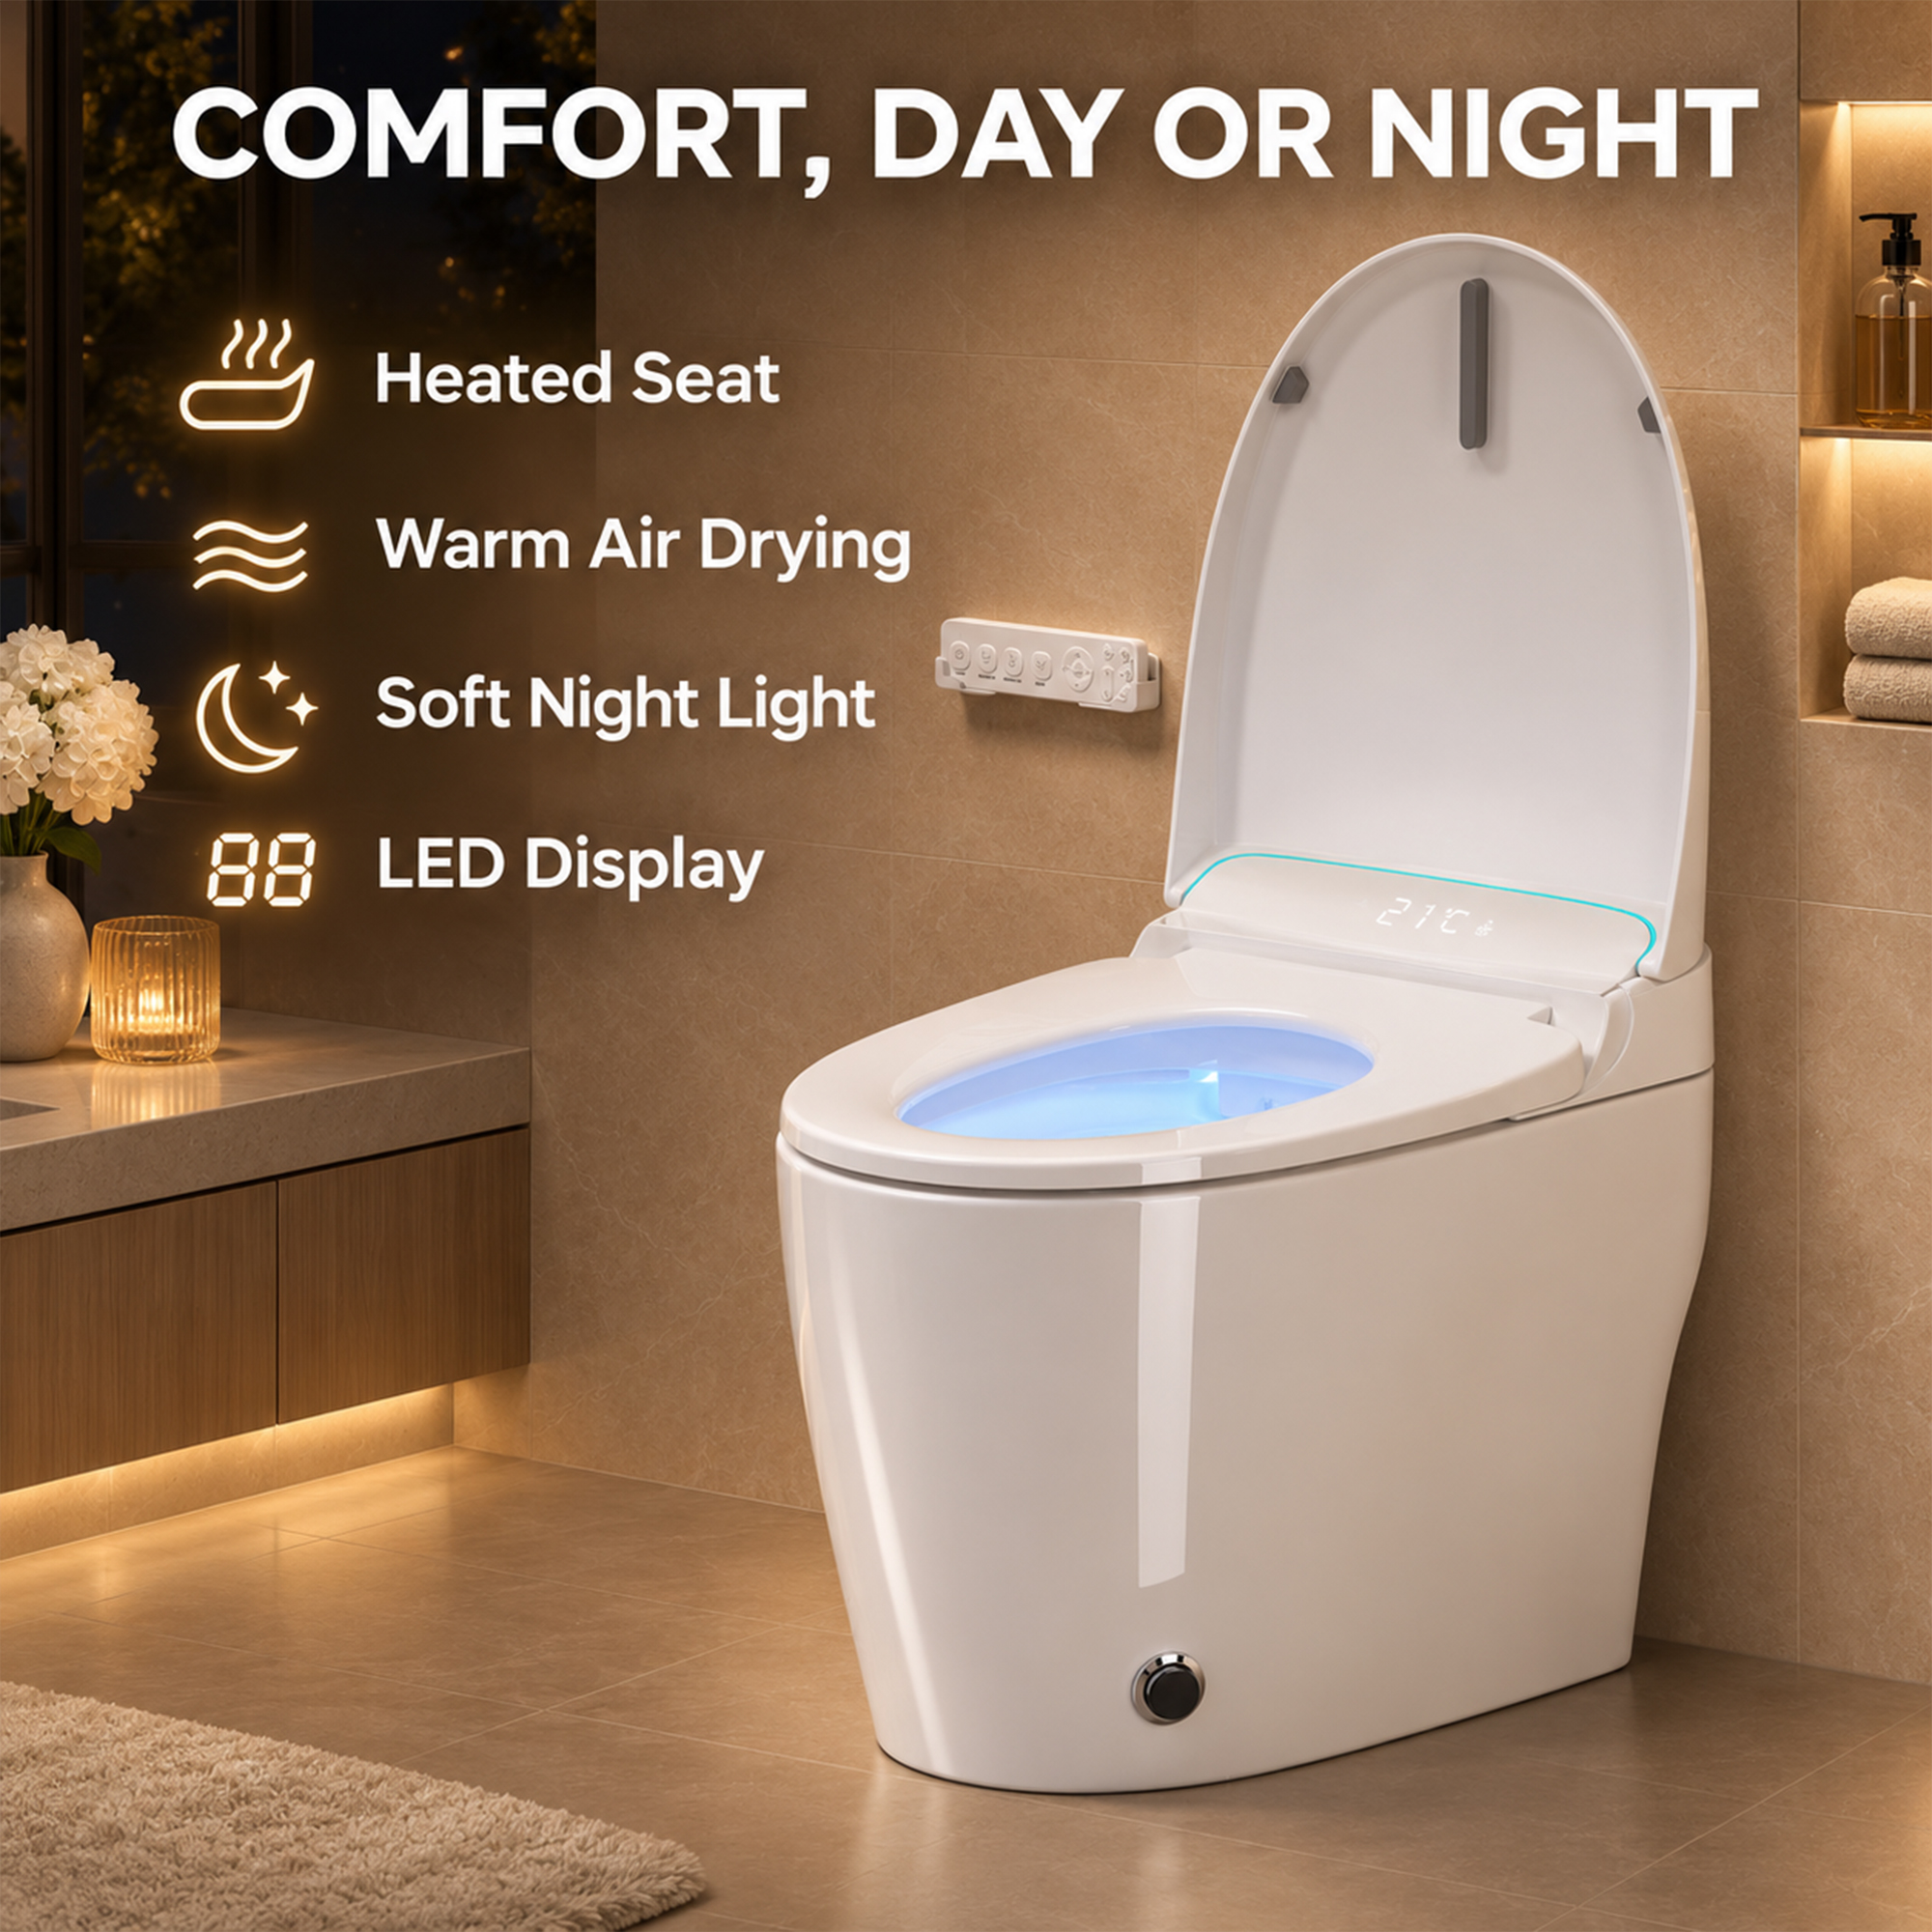 COMFORT, DAY OR NIGHT
Heated Seat
Warm Air Drying
Soft Night Light
88 LED Display
21°C